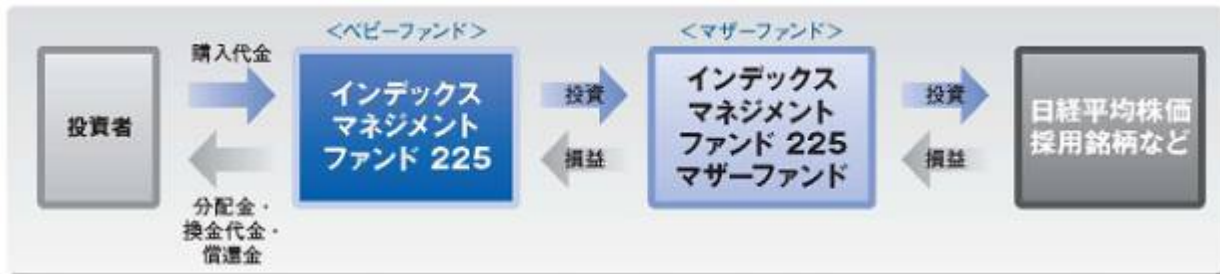 ＜ベビーファンド＞
＜マザーファンド＞
投資者
購入代金
分配金・
換金代金・
償還金
インデックス
マネジメント
ファンド 225
投資
損益
インデックス
マネジメント
ファンド 225
マザーファンド
投資
損益
日経平均株価
採用銘柄など